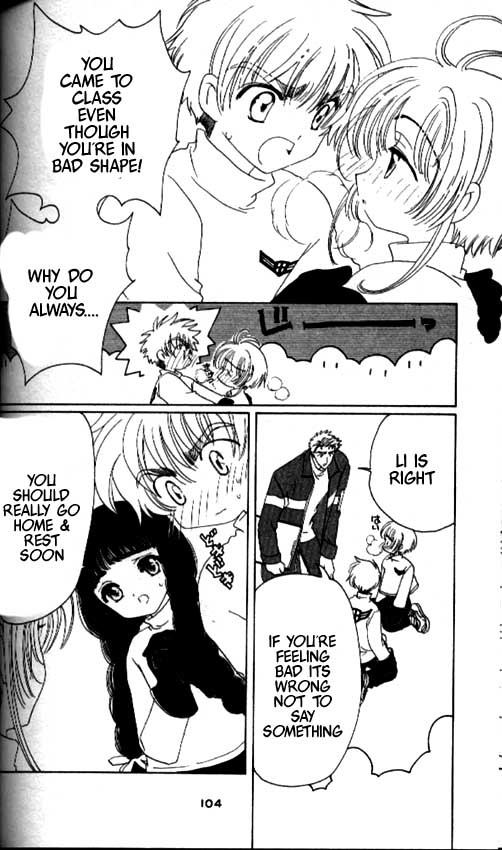 YOU
CAME TO
CLASS
EVEN
THOUGH
YOU'RE IN
BAD SHAPE!
WHY DO
YOU
ALWAYS....
LI IS
RIGHT
IF YOU'RE
FEELING
BAD ITS
WRONG
NOT TO
SAY
SOMETHING
YOU
SHOULD
REALLY GO
HOME &
REST
SOON
104